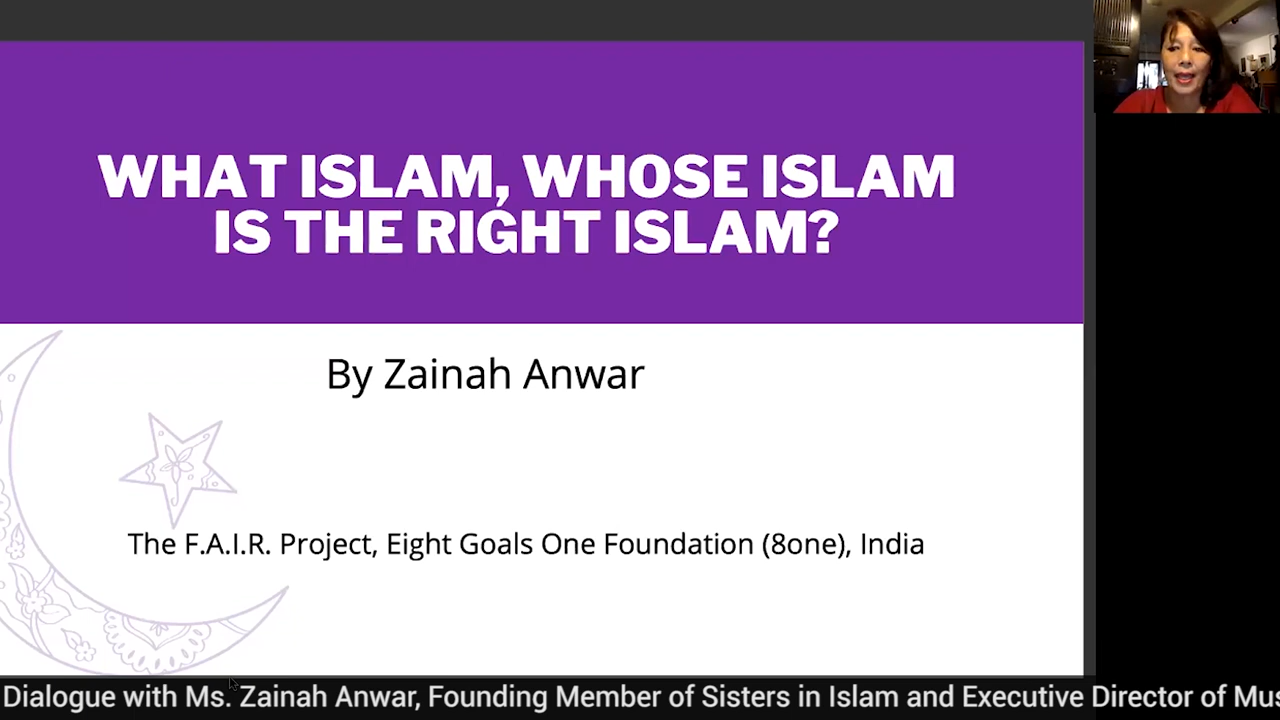 WHAT ISLAM, WHOSE ISLAM
IS THE RIGHT ISLAM?
By Zainah Anwar
The F.A.I.R. Project, Eight Goals One Foundation (8one), India
Dialogue with Ms. Zainah Anwar, Founding Member of Sisters in Islam and Executive Director of Mus